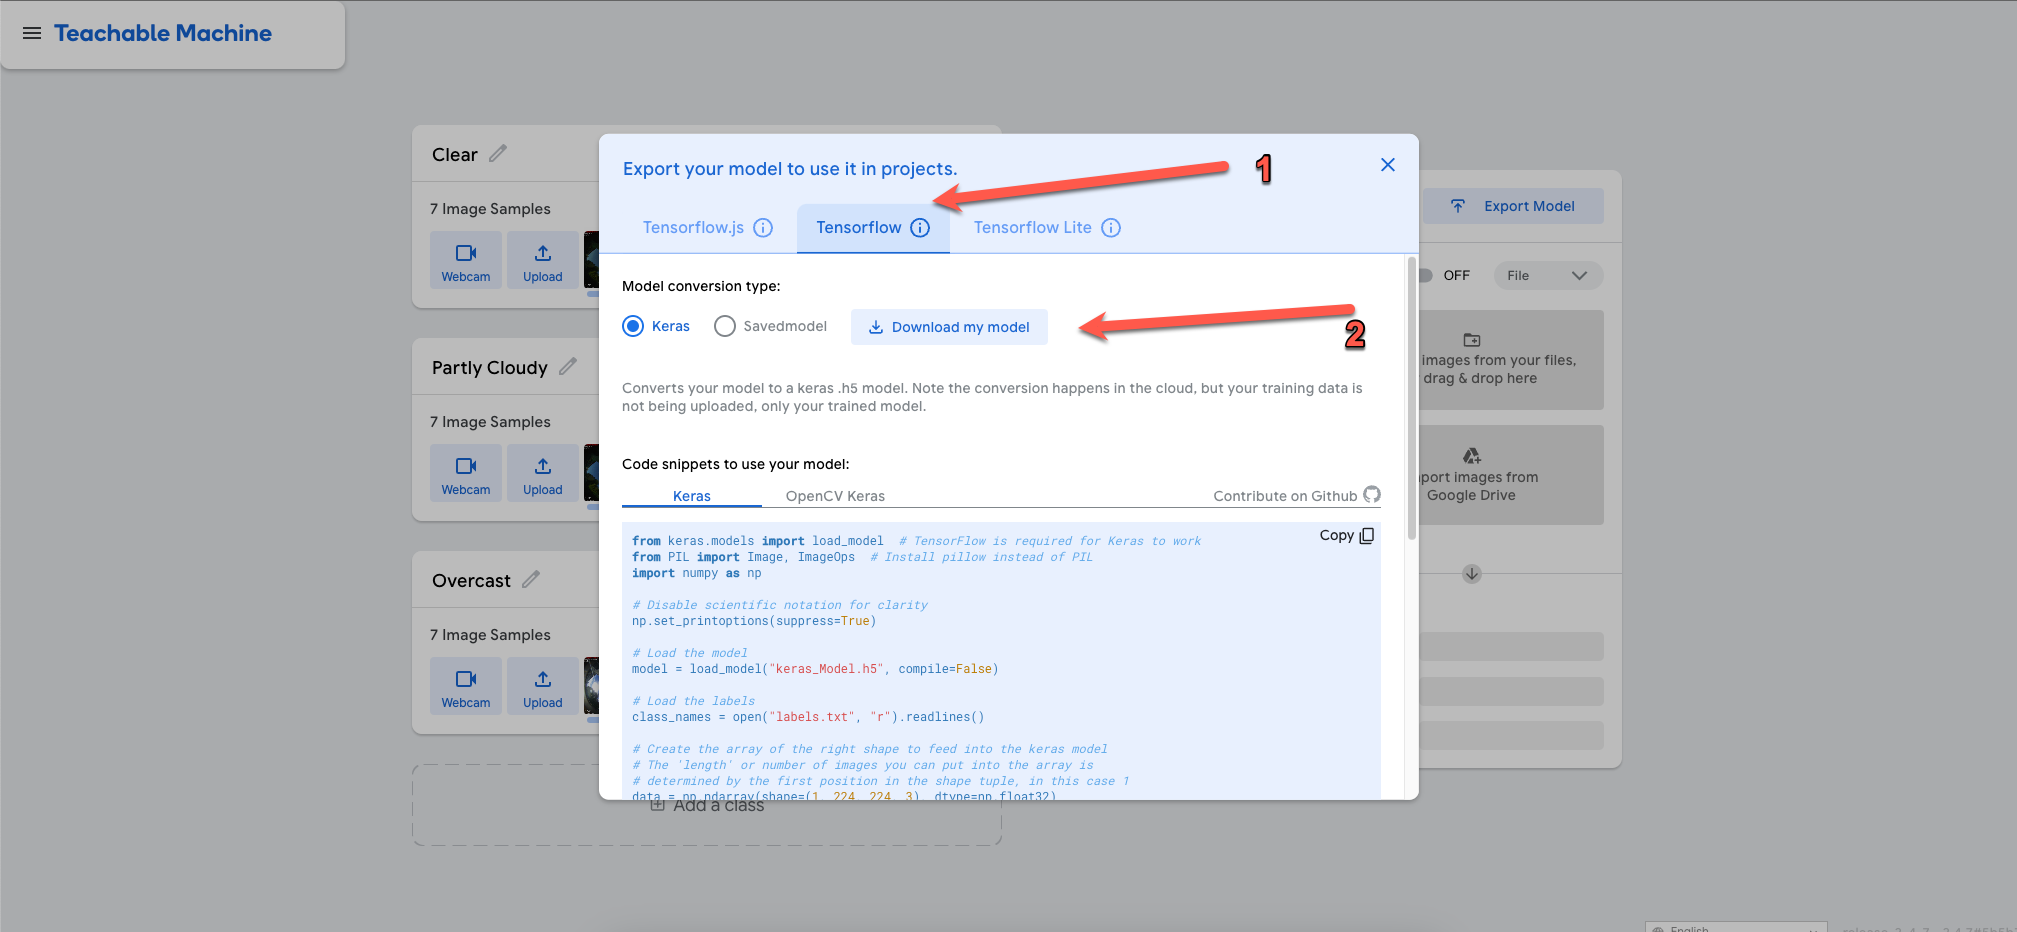 Teachable Machine
Clear
7 Image Samples
Webcam
Upload
Partly Cloudy
7 Image Samples
Webcam
Upload
Overcast
7 Image Samples
Webcam
Upload
Add a class
Export your model to use it in projects.
1
Tensorflow.js
Tensorflow
Tensorflow Lite
Model conversion type:
Keras
Savedmodel
Download my model
2
Converts your model to a keras .h5 model. Note the conversion happens in the cloud, but your training data is
not being uploaded, only your trained model.
Code snippets to use your model:
Keras
OpenCV Keras
Contribute on Github
Copy
from keras.models import load_model  # TensorFlow is required for Keras to work
from PIL import Image, ImageOps  # Install pillow instead of PIL
import numpy as np
# Disable scientific notation for clarity
np.set_printoptions(suppress=True)
# Load the model
model = load_model("keras_Model.h5", compile=False)
# Load the labels
class_names = open("labels.txt", "r").readlines()
# Create the array of the right shape to feed into the keras model
# The 'length' or number of images you can put into the array is
# determined by the first position in the shape tuple, in this case 1
data = np.ndarray(shape=(1, 224, 224, 3), dtype=np.float32)
Export Model
OFF
File
images from your files,
drag & drop here
port images from
Google Drive
English